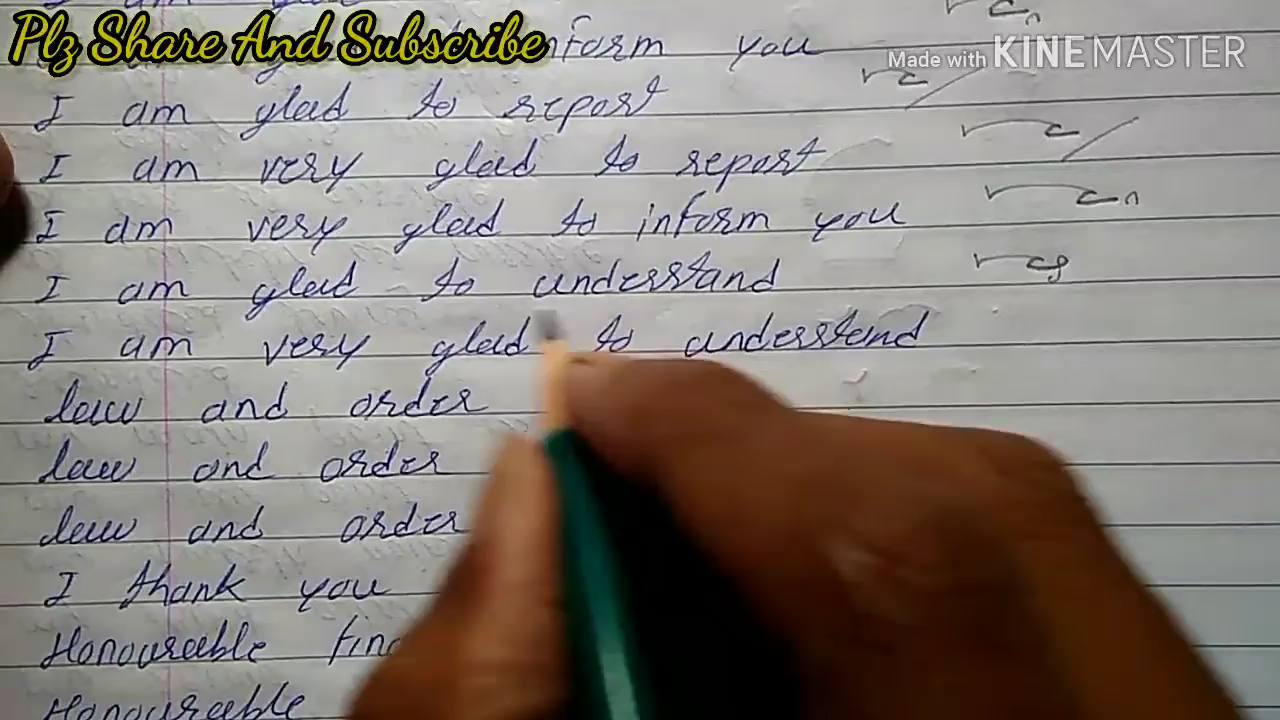 Plz Share And Subscribe
inform you
Made with KINEMASTER
I am glad to report
I am very glad to report
I am very glad to inform you
I am glad to understand
I am very glad to understand
law and order
law and order
law and order
I thank you
Honourable
Honourable